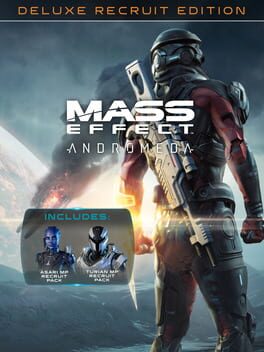 DELUXE RECRUIT EDITION
MASS
EFFECT
ANDROMEDA
INCLUDES:
ASARI MP
RECRUIT
PACK
TURIAN MP
RECRUIT
PACK